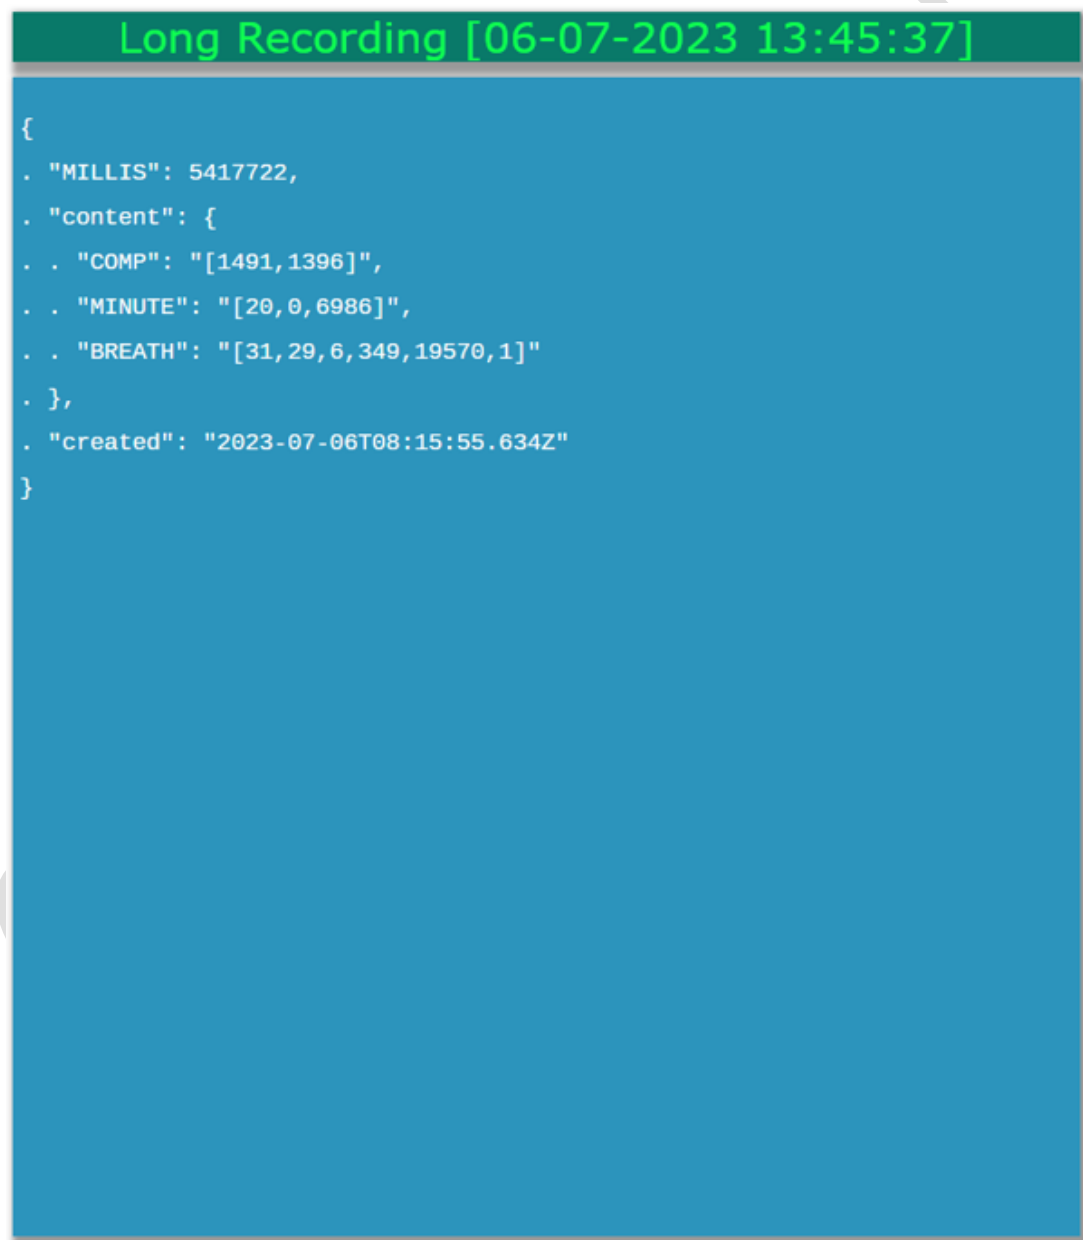 Long Recording [06-07-2023 13:45:37]
{
. "MILLIS": 5417722,
. "content": {
. . "COMP": "[1491,1396]",
. . "MINUTE": "[20,0,6986]",
. . "BREATH": "[31,29,6,349,19570,1]"
. },
. "created": "2023-07-06T08:15:55.634Z"
}